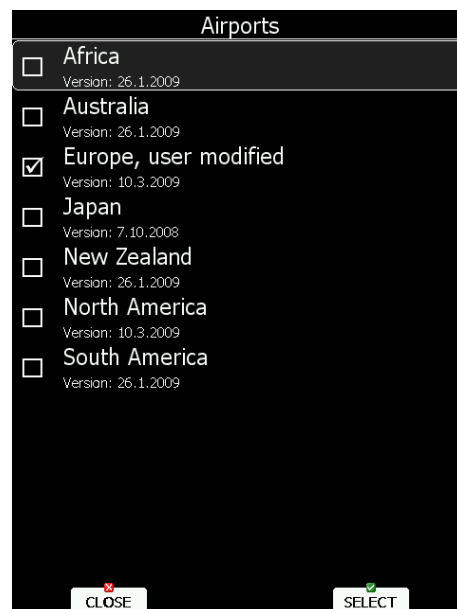 Airports
Africa
Version: 26.1.2009
Australia
Version: 26.1.2009
Europe, user modified
Version: 10.3.2009
Japan
Version: 7.10.2008
New Zealand
Version: 26.1.2009
North America
Version: 10.3.2009
South America
Version: 26.1.2009
CLOSE SELECT